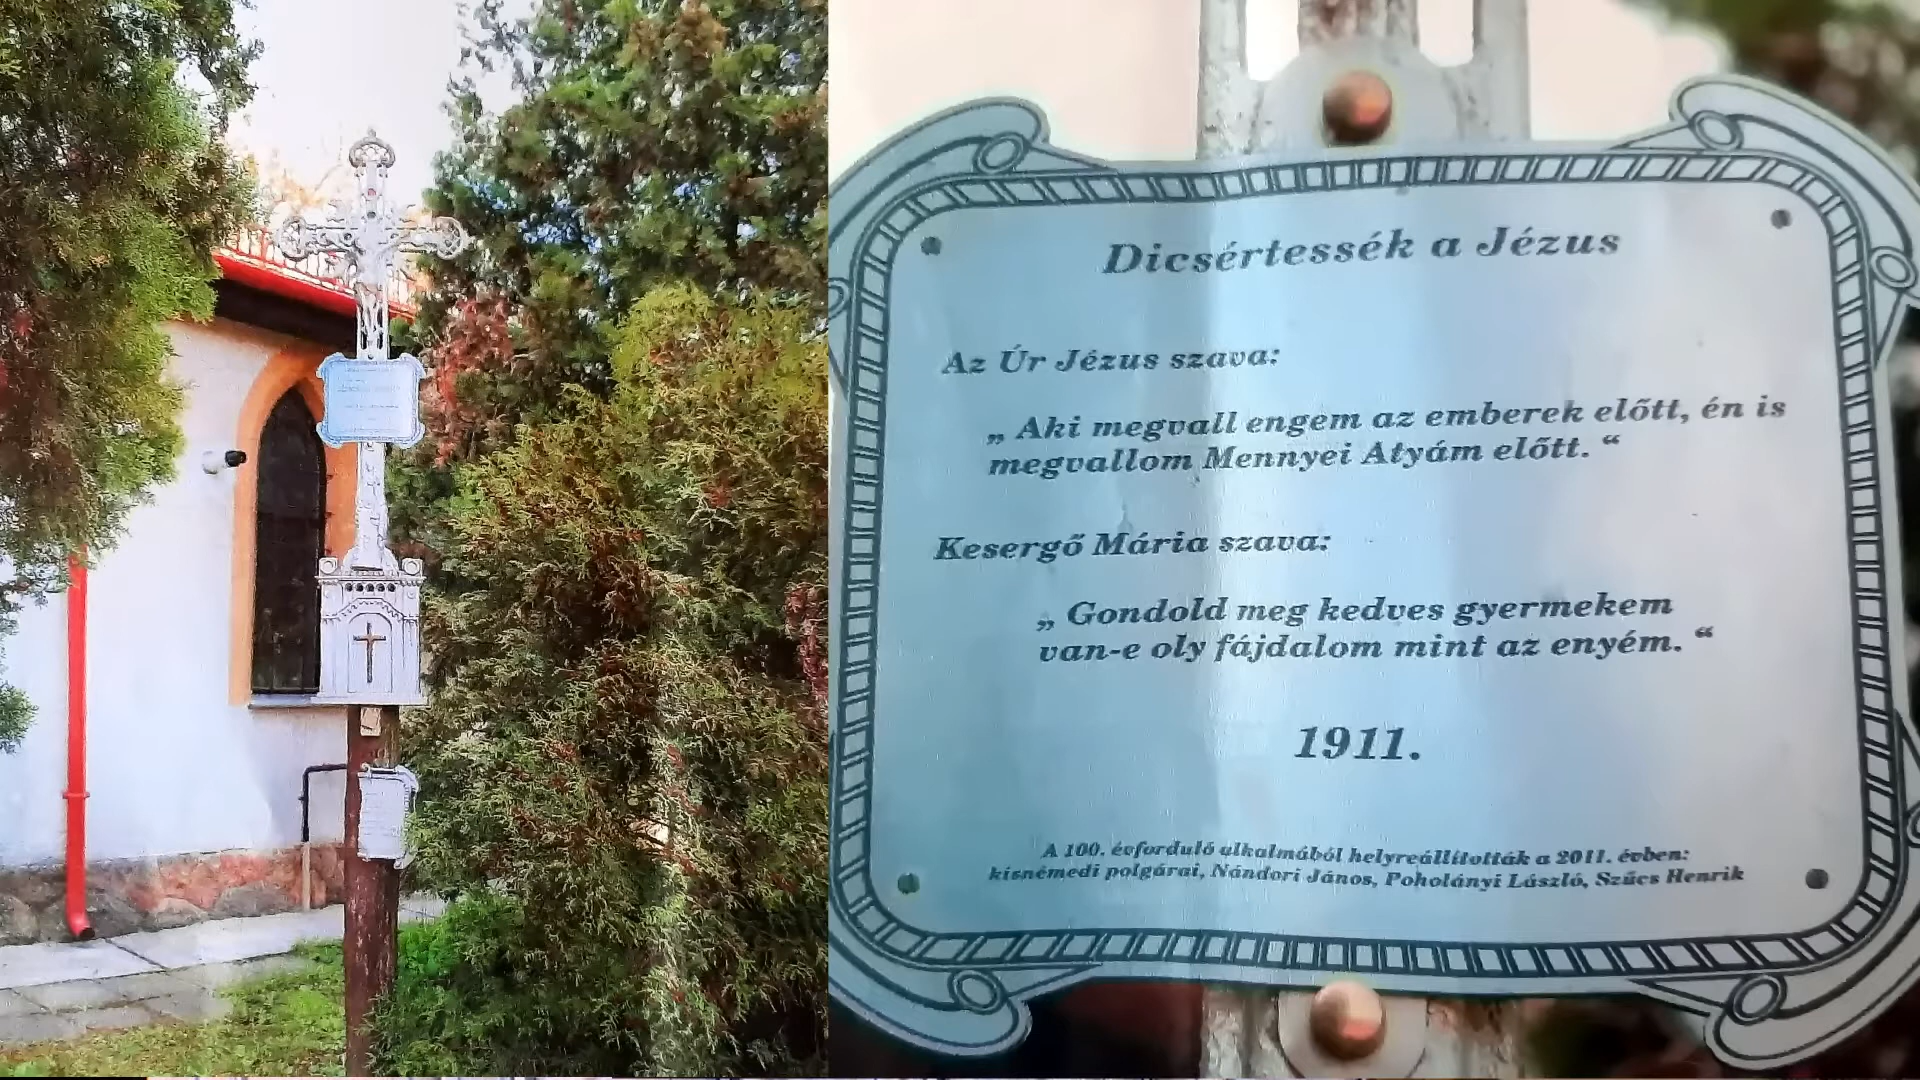 Dicsértessék a Jézus
Az Úr Jézus szava:
„ Aki megvall engem az emberek előtt, én is
megvallom Mennyei Atyám előtt. “
Kesergő Mária szava:
„ Gondold meg kedves gyermekem
van-e oly fájdalom mint az enyém. “
1911.
A 100. évforduló alkalmából helyreállították a 2011. évben:
kisnémedi polgárai, Nándori János, Poholányi László, Szűcs Henrik